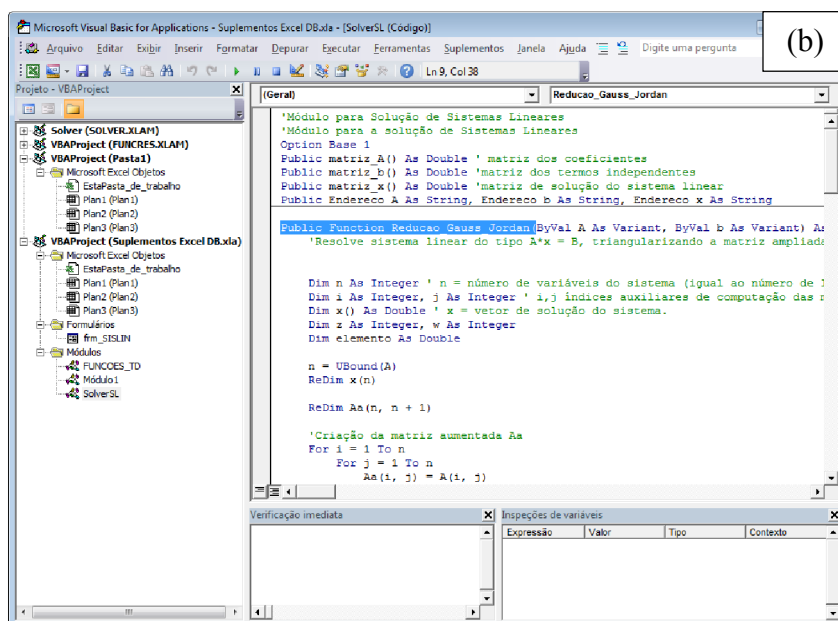 Microsoft Visual Basic for Applications - Suplementos Excel DB.xla - [SolverSL (Código)]
(b)
Arquivo Editar Exibir Inserir Formatar Depurar Executar Ferramentas Suplementos Janela Ajuda Digite uma pergunta
Ln 9, Col 38
Projeto - VBAProject
(Geral) Reducao_Gauss_Jordan
Solver (SOLVER.XLAM)
VBAProject (FUNCRES.XLAM)
VBAProject (Pasta1)
Microsoft Excel Objetos
EstaPasta_de_trabalho
Plan1 (Plan1)
Plan2 (Plan2)
Plan3 (Plan3)
VBAProject (Suplementos Excel DB.xla)
Microsoft Excel Objetos
EstaPasta_de_trabalho
Plan1 (Plan1)
Plan2 (Plan2)
Plan3 (Plan3)
Formulários
frm_SISLIN
Módulos
FUNCOES_TD
Módulo1
SolverSL
'Módulo para Solução de Sistemas Lineares
'Módulo para a solução de Sistemas Lineares
Option Base 1
Public matriz_A() As Double ' matriz dos coeficientes
Public matriz_b() As Double 'matriz dos termos independentes
Public matriz_x() As Double 'matriz de solução do sistema linear
Public Endereco_A As String, Endereco_b As String, Endereco_x As String
Public Function Reducao_Gauss_Jordan(ByVal A As Variant, ByVal b As Variant) As
'Resolve sistema linear do tipo A*x = B, triangularizando a matriz ampliada
Dim n As Integer ' n = número de variáveis do sistema (igual ao número de
Dim i As Integer, j As Integer ' i,j índices auxiliares de computação das
Dim x() As Double ' x = vetor de solução do sistema.
Dim z As Integer, w As Integer
Dim elemento As Double
n = UBound(A)
ReDim x(n)
ReDim Aa(n, n + 1)
'Criação da matriz aumentada Aa
For i = 1 To n
For j = 1 To n
Aa(i, j) = A(i, j)
Verificação imediata
Inspeções de variáveis
Expressão Valor Tipo Contexto